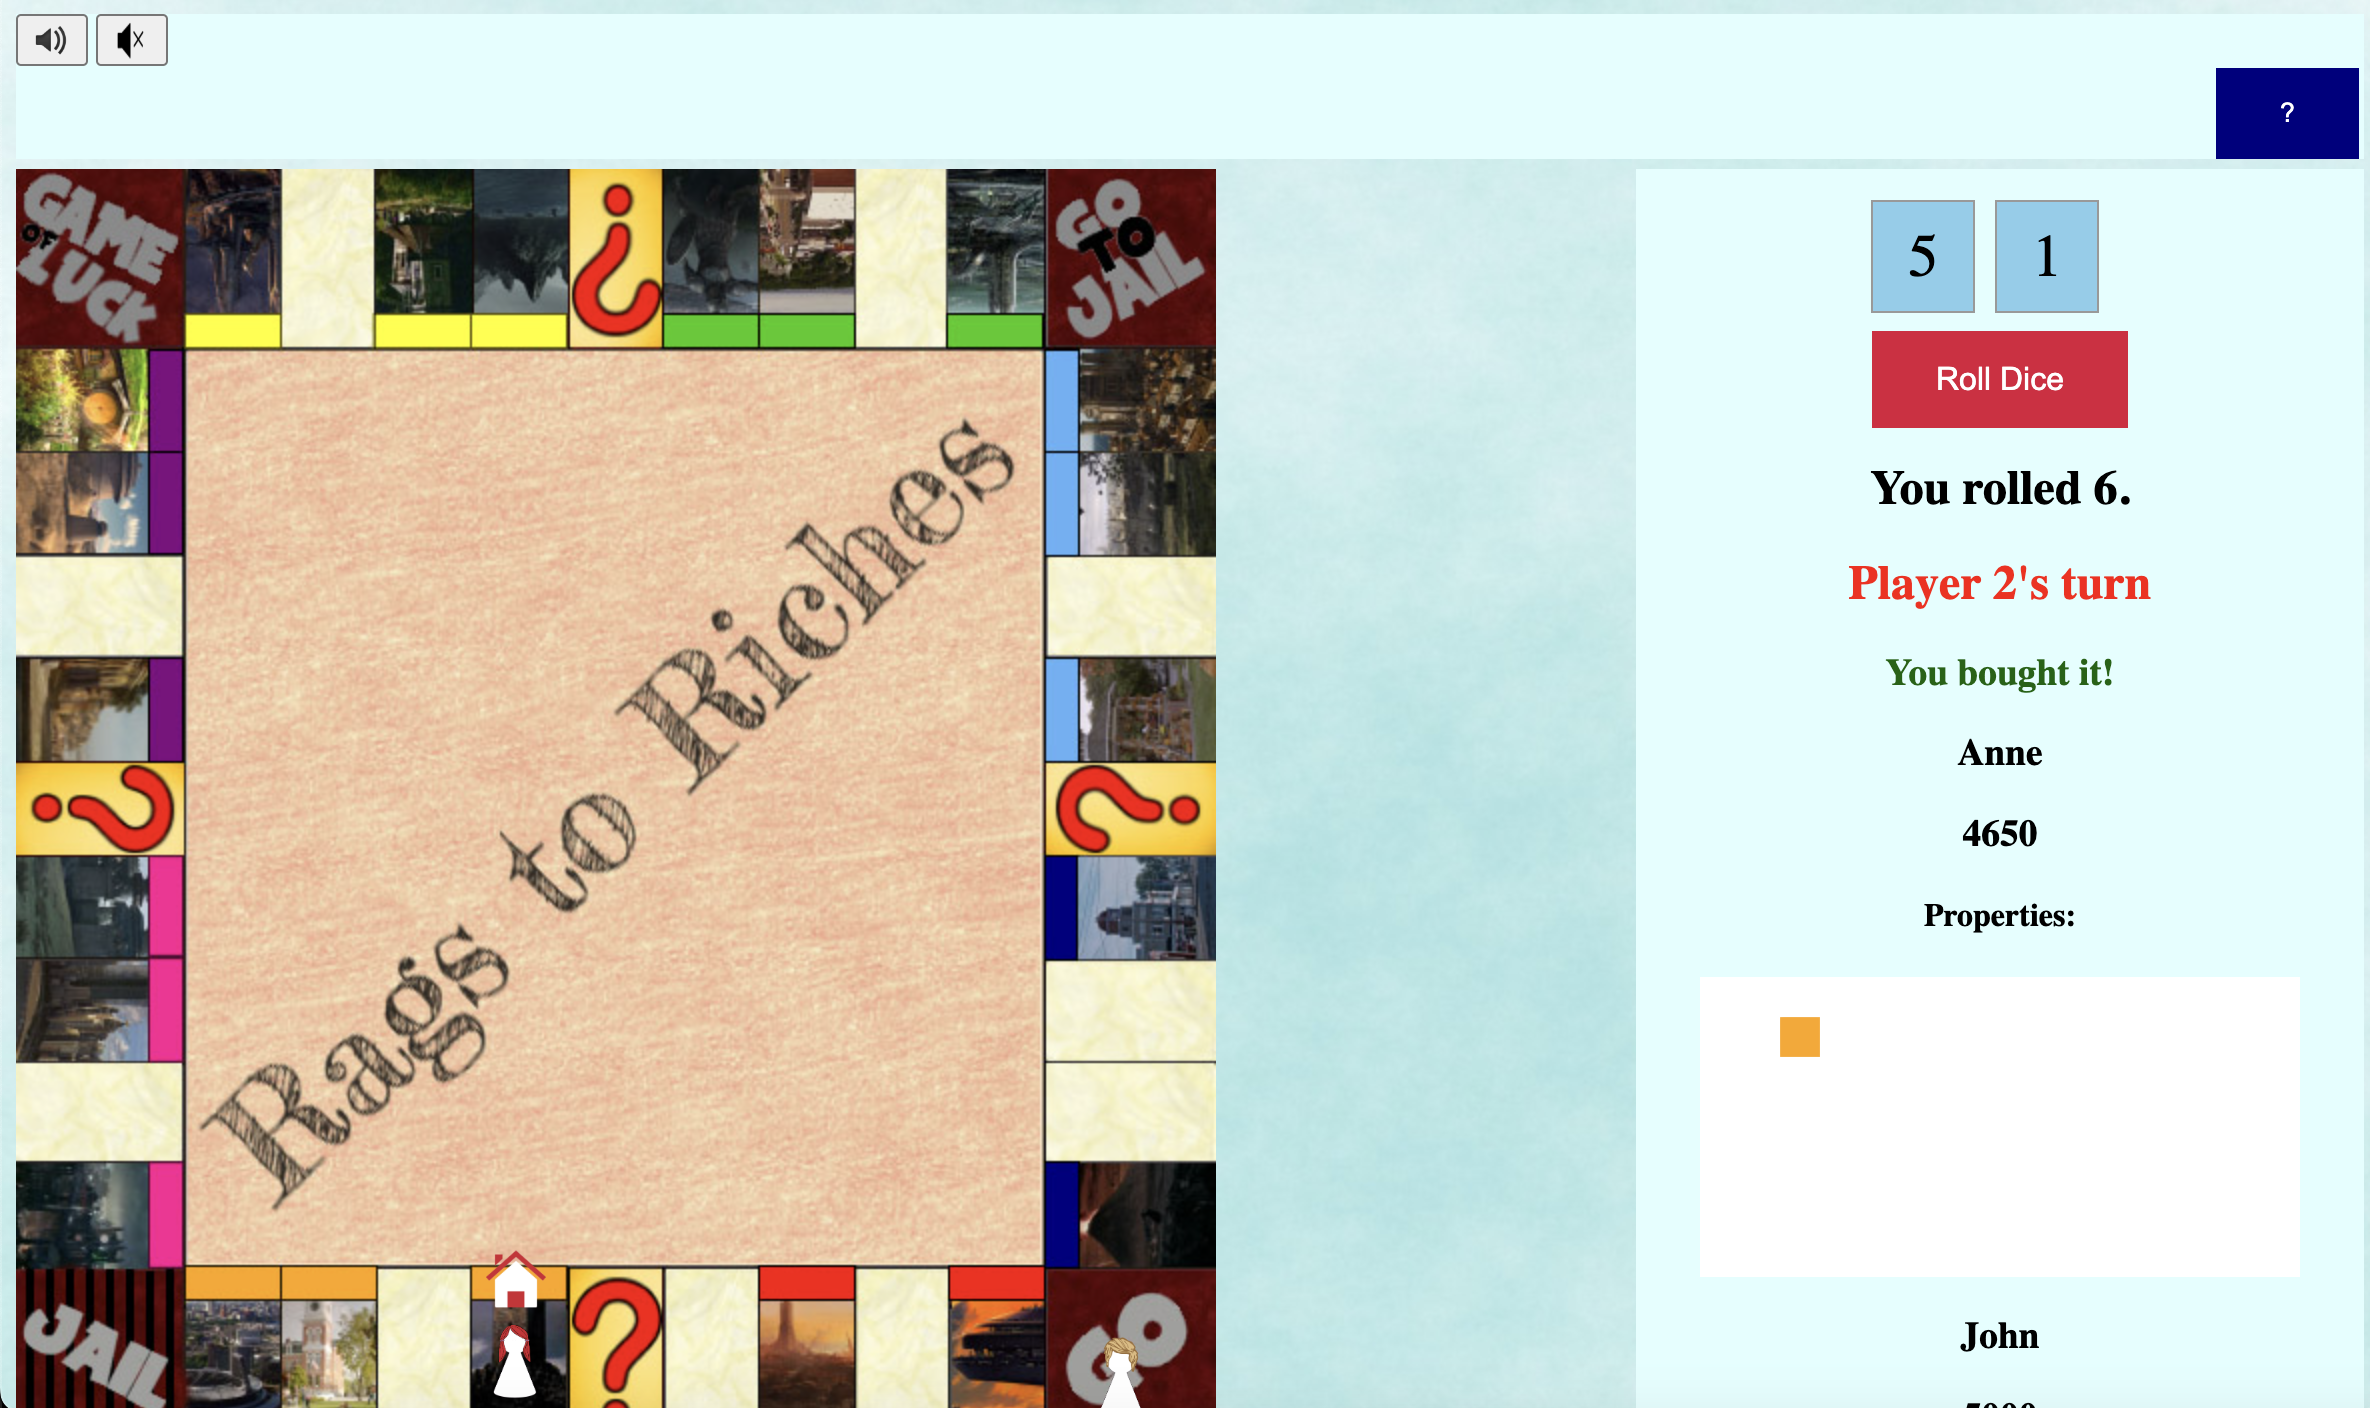 ?
GAME
OF
LUCK
?
GO
TO
JAIL
5 1
Roll Dice
You rolled 6.
Player 2's turn
You bought it!
Anne
4650
Properties:
?
?
Rags to Riches
JAIL
?
GO
John